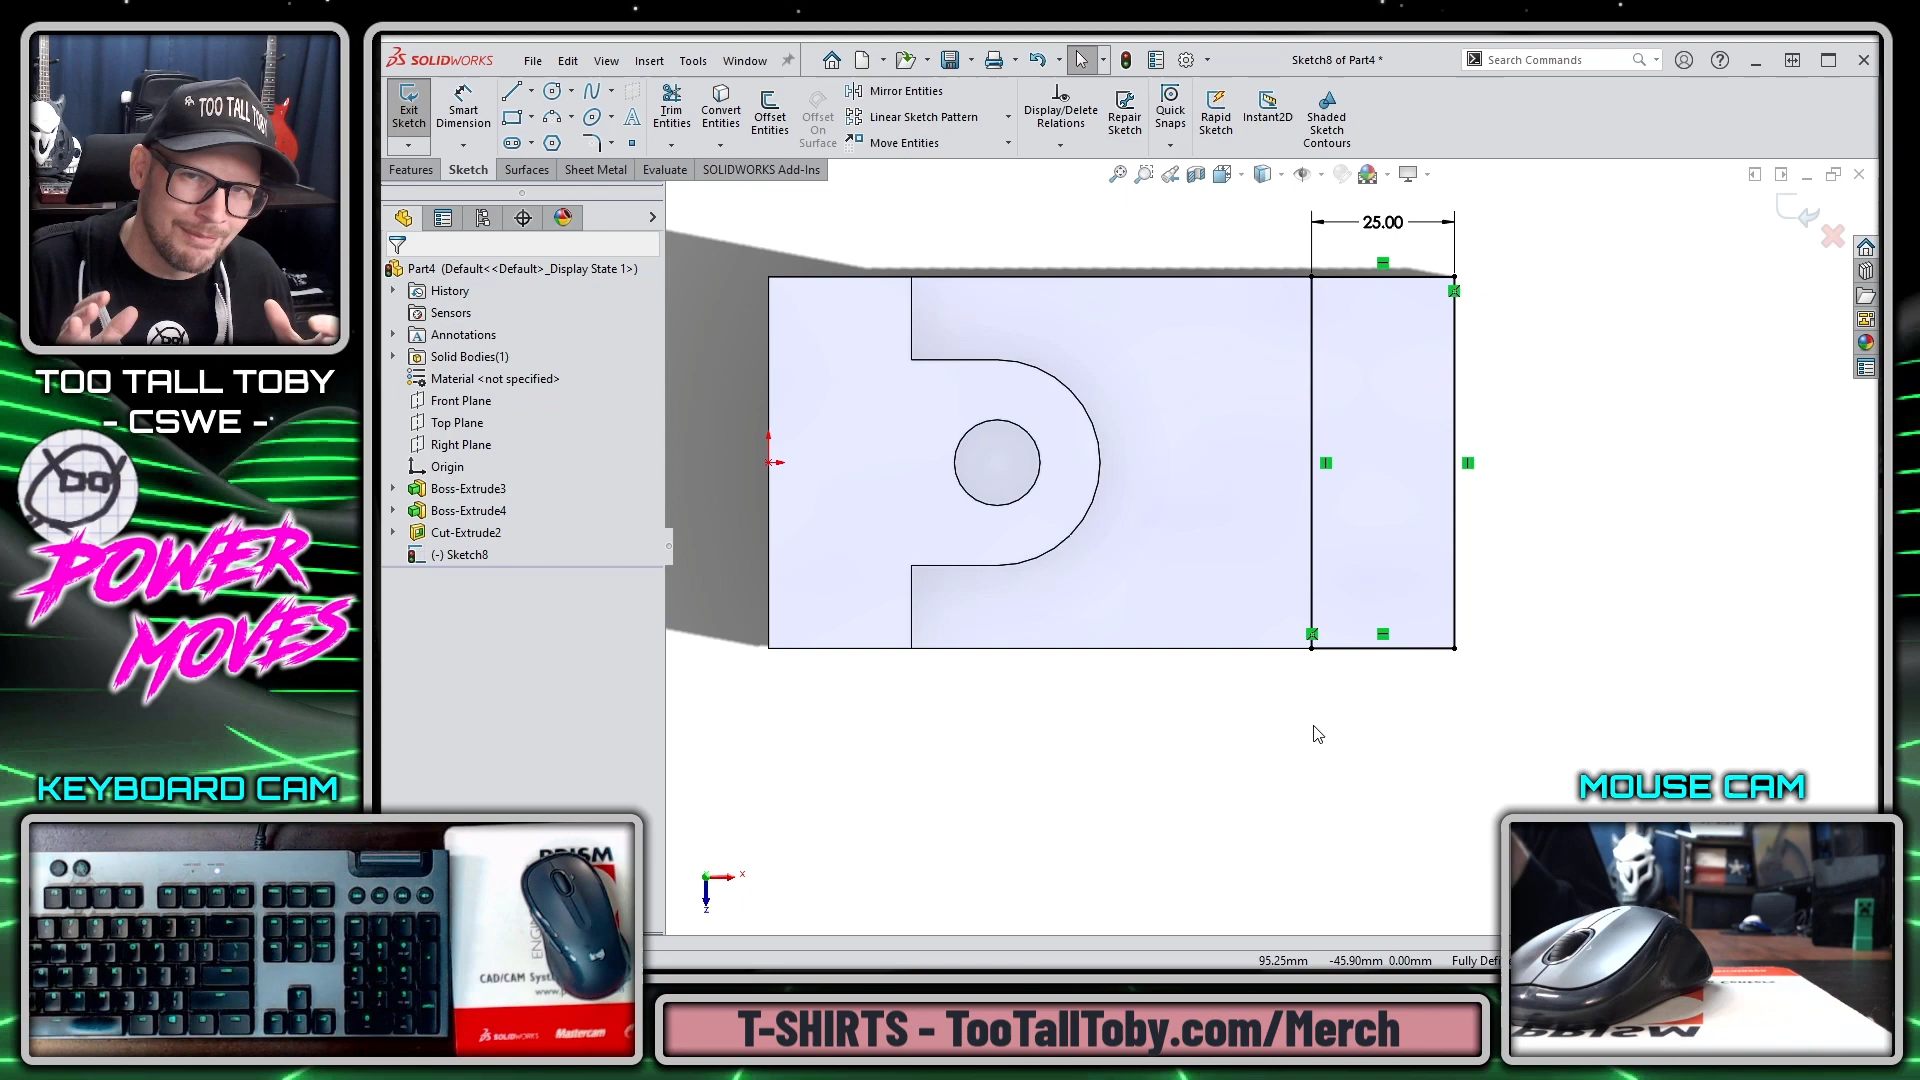 TOO TALL TOBY
TOO TALL TOBY
- CSWE -
POWER
MOVES
KEYBOARD CAM
MOUSE CAM
SOLIDWORKS
File
Edit
View
Insert
Tools
Window
Sketch8 of Part4 *
Search Commands
Exit
Sketch
Smart
Dimension
Trim
Entities
Convert
Entities
Offset
Entities
Offset
On
Surface
Mirror Entities
Linear Sketch Pattern
Move Entities
Display/Delete
Relations
Repair
Sketch
Quick
Snaps
Rapid
Sketch
Instant2D
Shaded
Sketch
Contours
Features
Sketch
Surfaces
Sheet Metal
Evaluate
SOLIDWORKS Add-Ins
Part4 (Default<<Default>_Display State 1>)
History
Sensors
Annotations
Solid Bodies(1)
Material <not specified>
Front Plane
Top Plane
Right Plane
Origin
Boss-Extrude3
Boss-Extrude4
Cut-Extrude2
(-) Sketch8
25.00
X
Z
95.25mm
-45.90mm
0.00mm
Fully Defi
PRISM
CAD/CAM Syst
SOLIDWORKS
Mastercam
T-SHIRTS - TooTallToby.com/Merch